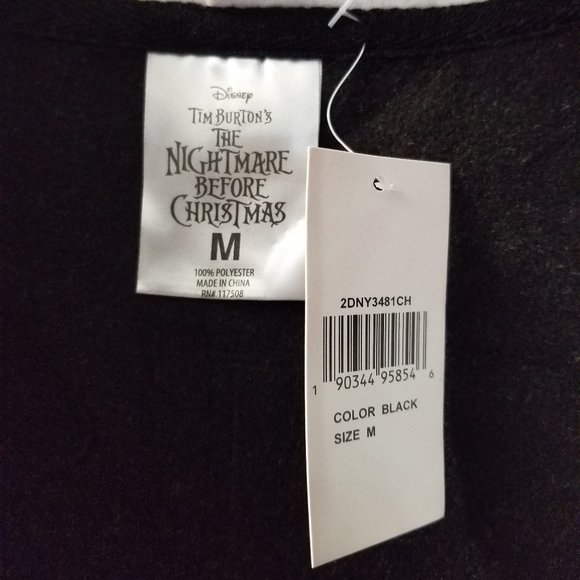 Disney
TIM BURTON'S
THE
NIGHTMARE
BEFORE
CHRISTMAS
M
100% POLYESTER
MADE IN CHINA
RN#.117508
2DNY3481CH
1 90344 95854 6
COLOR BLACK
SIZE M